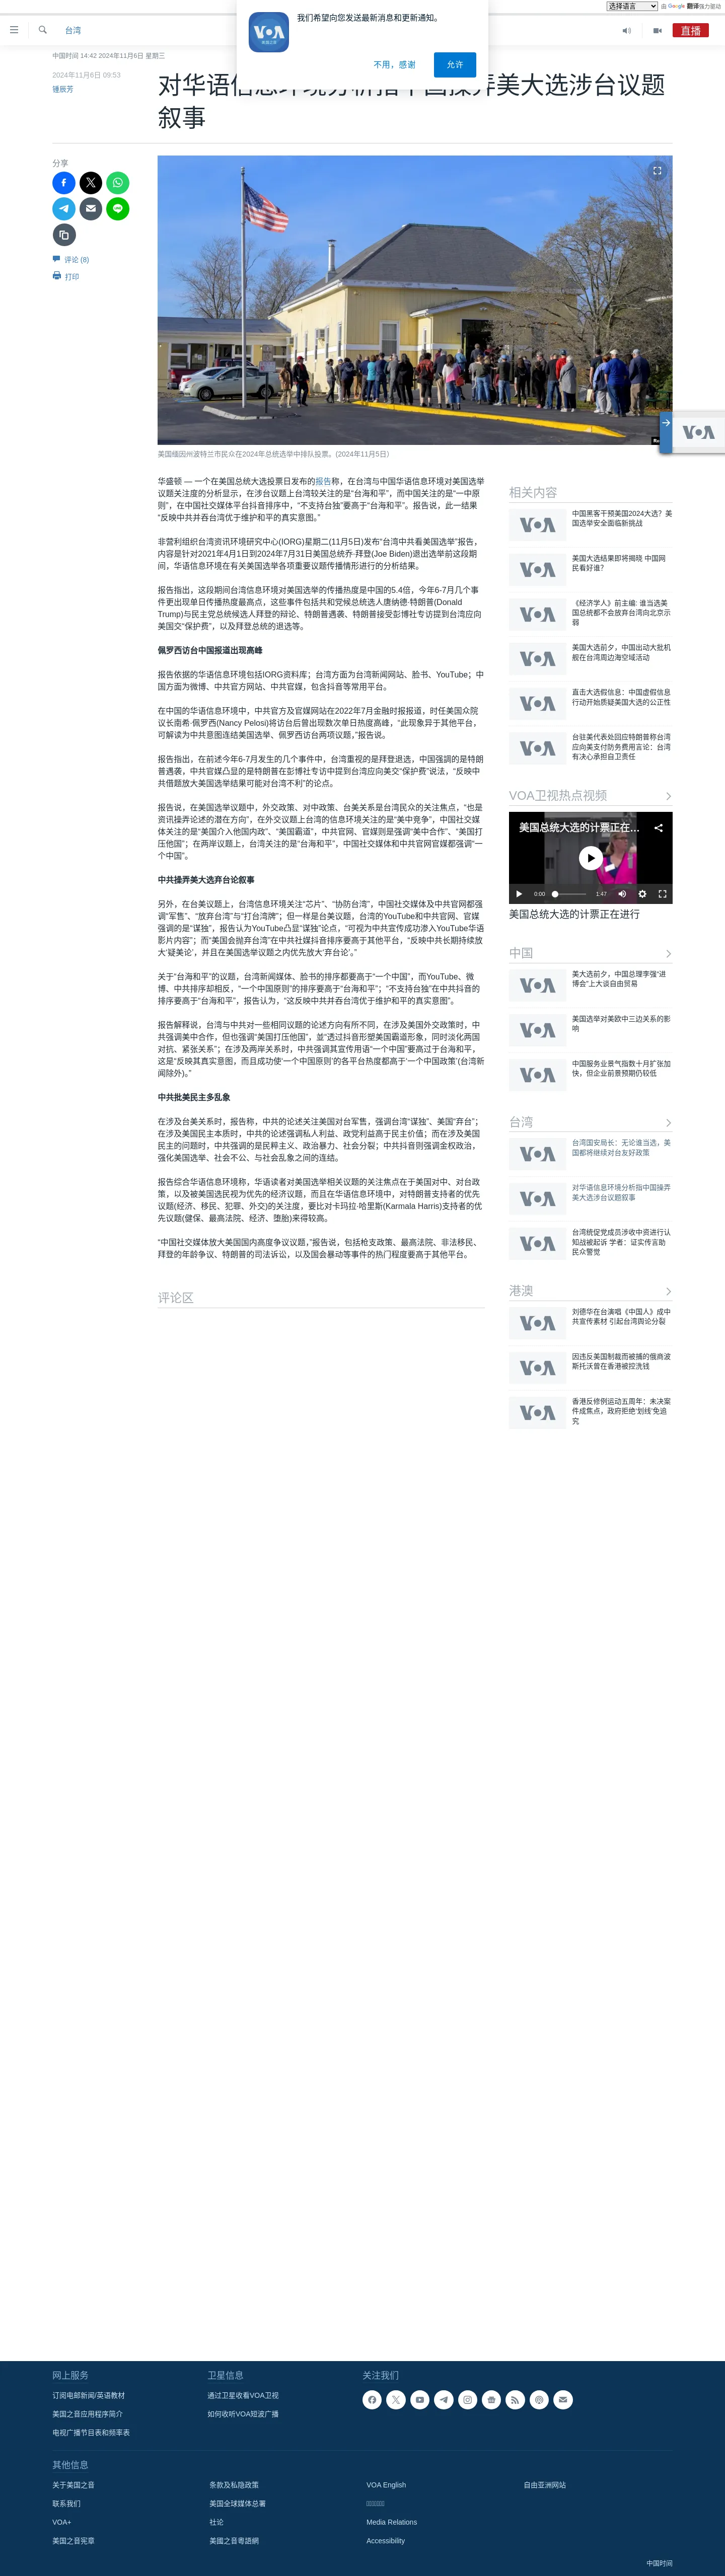 选择语言 由 Google 翻译强力驱动
我们希望向您发送最新消息和更新通知。
不用，感谢 允许
台湾
直播
中国时间 14:42 2024年11月6日 星期三
2024年11月6日 09:53
锺辰芳
对华语信息环境分析指中国操弄美大选涉台议题叙事
分享
评论 (8)
打印
美国缅因州波特兰市民众在2024年总统选举中排队投票。(2024年11月5日）
华盛顿 — 一个在美国总统大选投票日发布的报告称，在台湾与中国华语信息环境对美国选举
议题关注度的分析显示，在涉台议题上台湾较关注的是“台海和平”，而中国关注的是“一中原
则”，在中国社交媒体平台抖音排序中，“不支持台独”要高于“台海和平”。报告说，此一结果
“反映中共并吞台湾优于维护和平的真实意图。”
非营利组织台湾资讯环境研究中心(IORG)星期二(11月5日)发布“台湾中共看美国选举”报告，
内容是针对2021年4月1日到2024年7月31日美国总统乔·拜登(Joe Biden)退出选举前这段期
间，华语信息环境在有关美国选举各项重要议题传播情形进行的分析结果。
报告指出，这段期间台湾信息环境对美国选举的传播热度是中国的5.4倍，今年6-7月几个事
件更出现单日传播热度最高点，这些事件包括共和党候总统选人唐纳德·特朗普(Donald
Trump)与民主党总统候选人拜登的辩论、特朗普遇袭、特朗普接受彭博社专访提到台湾应向
美国交“保护费”，以及拜登总统的退选等。
佩罗西访台中国报道出现高峰
报告依据的华语信息环境包括IORG资料库；台湾方面为台湾新闻网站、脸书、YouTube；中
国方面为微博、中共官方网站、中共官媒，包含抖音等常用平台。
在中国的华语信息环境中，中共官方及官媒网站在2022年7月金融时报报道，时任美国众院
议长南希·佩罗西(Nancy Pelosi)将访台后曾出现数次单日热度高峰，“此现象异于其他平台，
可解读为中共意图连结美国选举、佩罗西访台两项议题，”报告说。
报告指出，在前述今年6-7月发生的几个事件中，台湾重视的是拜登退选，中国强調的是特朗
普遇袭，中共官媒凸显的是特朗普在彭博社专访中提到台湾应向美交“保护费”说法，“反映中
共借题放大美国选举结果可能对台湾不利”的论点。
报告说，在美国选举议题中，外交政策、对中政策、台美关系是台湾民众的关注焦点，“也是
资讯操弄论述的潜在方向”，在外交议题上台湾的信息环境关注的是“美中竞争”，中国社交媒
体关注的是“美国介入他国内政”、“美国霸道”，中共官网、官媒则是强调“美中合作”、“美国打
压他国”；在两岸议题上，台湾关注的是“台海和平”，中国社交媒体和中共官网官媒都强调“一
个中国”。
中共操弄美大选弃台论叙事
另外，在台美议题上，台湾信息环境关注“芯片”、“协防台湾”，中国社交媒体及中共官网都强
调“军售”、“放弃台湾”与“打台湾牌”；但一样是台美议题，台湾的YouTube和中共官网、官媒
强调的是“谋独”，报告认为YouTube凸显“谋独”论点，“可视为中共宣传成功渗入YouTube华语
影片内容”；而“美国会抛弃台湾”在中共社媒抖音排序要高于其他平台，“反映中共长期持续放
大‘疑美论’，并且在美国选举议题之内优先放大‘弃台论’。”
关于“台海和平”的议题，台湾新闻媒体、脸书的排序都要高于“一个中国”，而YouTube、微
博、中共排序却相反，“一个中国原则”的排序要高于“台海和平”；“不支持台独”在中共抖音的
排序要高于“台海和平”，报告认为，“这反映中共并吞台湾优于维护和平的真实意图”。
报告解释说，台湾与中共对一些相同议题的论述方向有所不同，在涉及美国外交政策时，中
共强调美中合作，但也强调“美国打压他国”，並“透过抖音形塑美国霸道形象，同时淡化两国
对抗、紧张关系”；在涉及两岸关系时，中共强调其宣传用语“一个中国”要高过于台海和平，
这是“反映其真实意图，而且成功使‘一个中国原则’的各平台热度都高于‘一个中国政策’(台湾新
闻除外)。”
中共批美民主多乱象
在涉及台美关系时，报告称，中共的论述关注美国对台军售，强调台湾“谋独”、美国“弃台”；
在涉及美国民主本质时，中共的论述强调私人利益、政党利益高于民主价值；而在涉及美国
民主的问题时，中共强调的是民粹主义、政治暴力、社会分裂；中共抖音则强调金权政治，
强化美国选举、社会不公、与社会乱象之间的连结。
报告综合华语信息环境称，华语读者对美国选举相关议题的关注焦点在于美国对中、对台政
策，以及被美国选民视为优先的经济议题，而且在华语信息环境中，对特朗普支持者的优先
议题(经济、移民、犯罪、外交)的关注度，要比对卡玛拉·哈里斯(Karmala Harris)支持者的优
先议题(健保、最高法院、经济、堕胎)来得较高。
“中国社交媒体放大美国国内高度争议议题，”报告说，包括枪支政策、最高法院、非法移民、
拜登的年龄争议、特朗普的司法诉讼，以及国会暴动等事件的热门程度要高于其他平台。
评论区
相关内容
中国黑客干预美国2024大选？美国选举安全面临新挑战
美国大选结果即将揭晓 中国网民看好谁？
《经济学人》前主编: 谁当选美国总统都不会放弃台湾向北京示弱
美国大选前夕，中国出动大批机舰在台湾周边海空域活动
直击大选假信息：中国虚假信息行动开始质疑美国大选的公正性
台驻美代表处回应特朗普称台湾应向美支付防务费用言论：台湾有决心承担自卫责任
VOA卫视热点视频
美国总统大选的计票正在…
0:00 1:47
美国总统大选的计票正在进行
中国
美大选前夕，中国总理李强“进博会”上大谈自由贸易
美国选举对美欧中三边关系的影响
中国服务业景气指数十月扩张加快，但企业前景预期仍较低
台湾
台湾国安局长：无论谁当选，美国都将继续对台友好政策
对华语信息环境分析指中国操弄美大选涉台议题叙事
台湾统促党成员涉收中资进行认知战被起诉 学者：证实传言助民众警觉
港澳
刘德华在台演唱《中国人》成中共宣传素材 引起台湾舆论分裂
因违反美国制裁而被捕的俄商波斯托沃曾在香港被控洗钱
香港反修例运动五周年：未决案件成焦点，政府拒绝‘划线’免追究
网上服务
订阅电邮新闻/英语教材
美国之音应用程序简介
电视广播节目表和频率表
卫星信息
通过卫星收看VOA卫视
如何收听VOA短波广播
关注我们
其他信息
关于美国之音
联系我们
VOA+
美国之音宪章
条款及私隐政策
美国全球媒体总署
社论
美國之音粵語網
VOA English
Media Relations
Accessibility
自由亚洲网站
中国时间